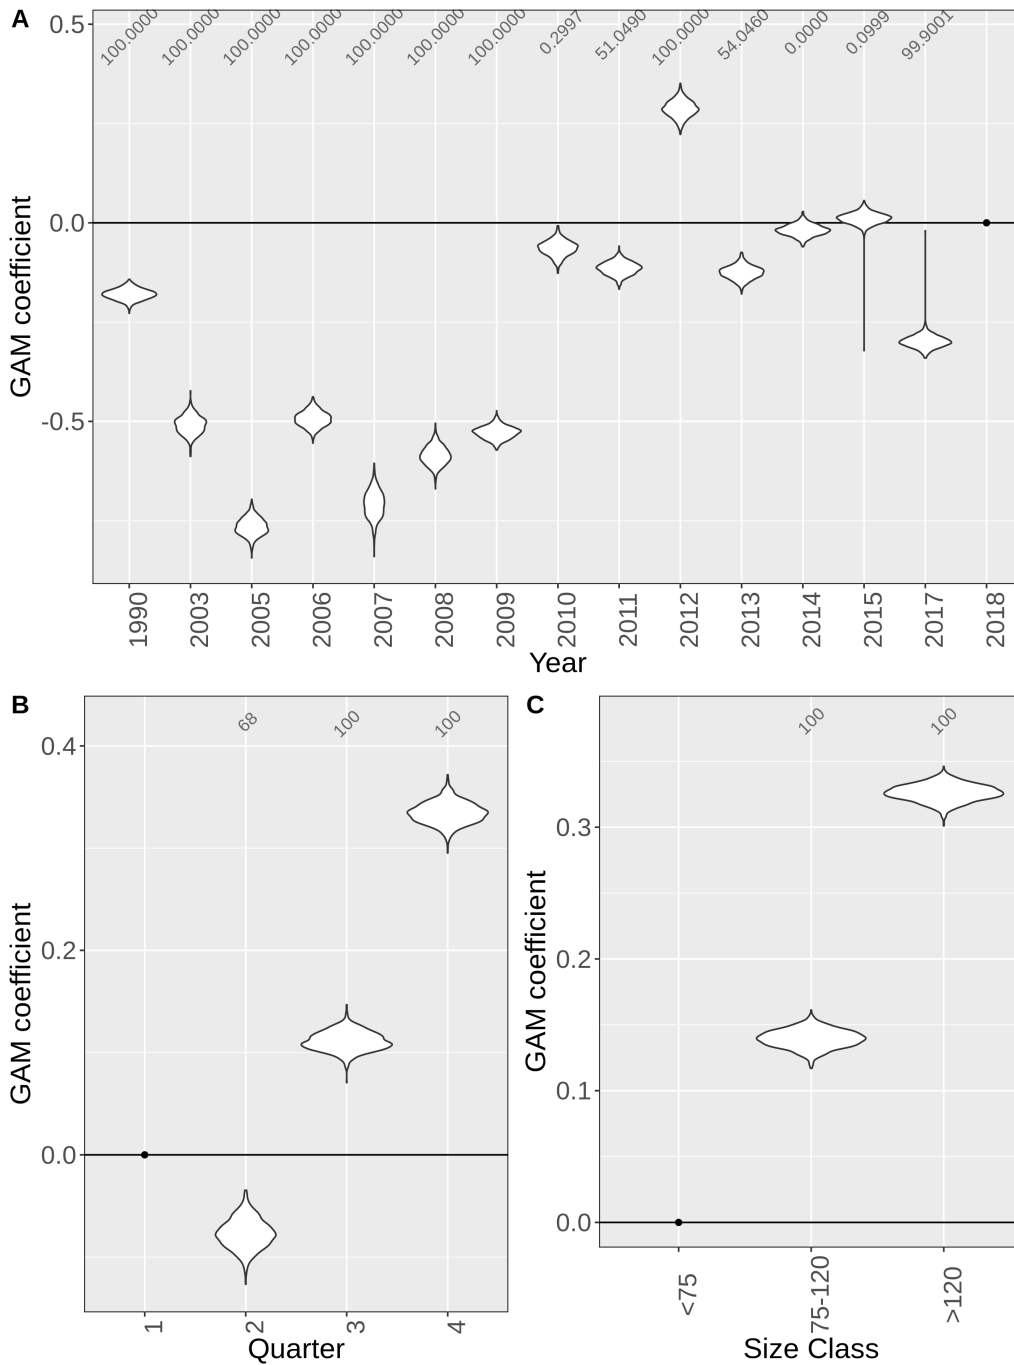 A
0.5
0.0
-0.5
GAM coefficient
100.0000 100.0000 100.0000 100.0000 100.0000 100.0000 100.0000 0.2997 51.0490 100.0000 54.0460 0.0000 0.0999 99.9001
1990 2003 2005 2006 2007 2008 2009 2010 2011 2012 2013 2014 2015 2017 2018
Year
B
0.4
0.2
0.0
GAM coefficient
68 100 100
1 2 3 4
Quarter
C
0.3
0.2
0.1
0.0
GAM coefficient
100 100
<75 75-120 >120
Size Class